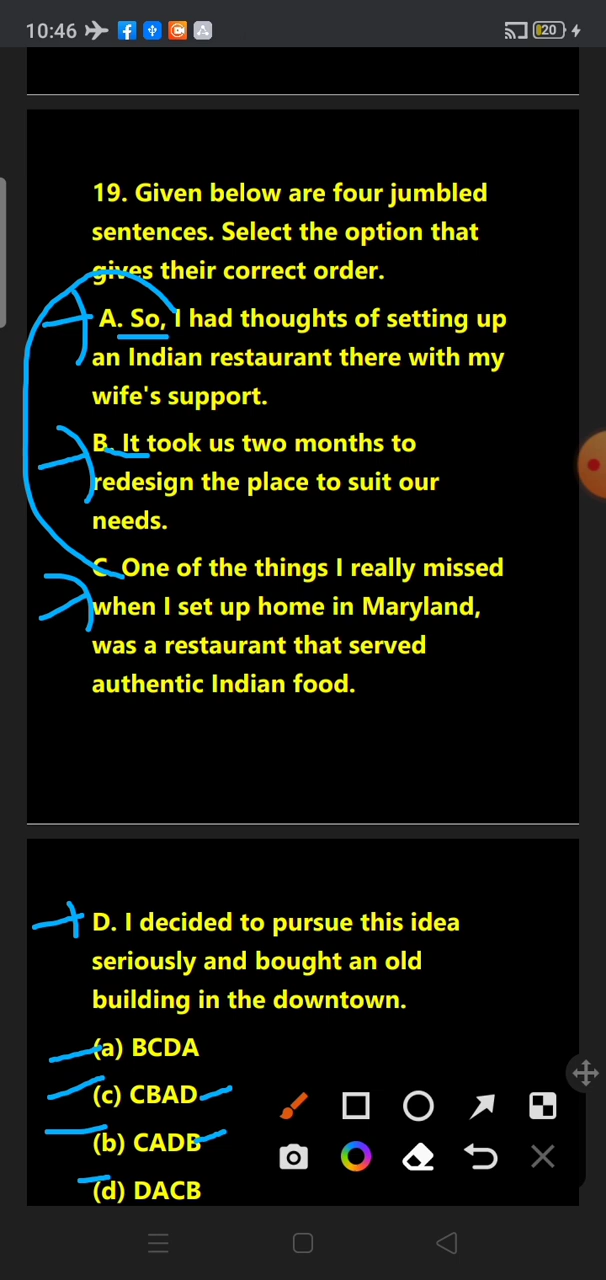 10:46
20
19. Given below are four jumbled
sentences. Select the option that
gives their correct order.
A. So, I had thoughts of setting up
an Indian restaurant there with my
wife's support.
B. It took us two months to
redesign the place to suit our
needs.
C. One of the things I really missed
when I set up home in Maryland,
was a restaurant that served
authentic Indian food.
D. I decided to pursue this idea
seriously and bought an old
building in the downtown.
(a) BCDA
(c) CBAD
(b) CADB
(d) DACB